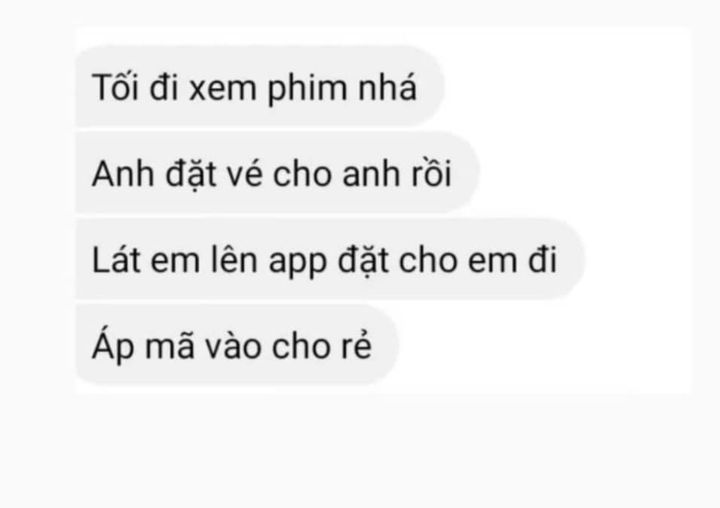 Tối đi xem phim nhá
Anh đặt vé cho anh rồi
Lát em lên app đặt cho em đi
Áp mã vào cho rẻ